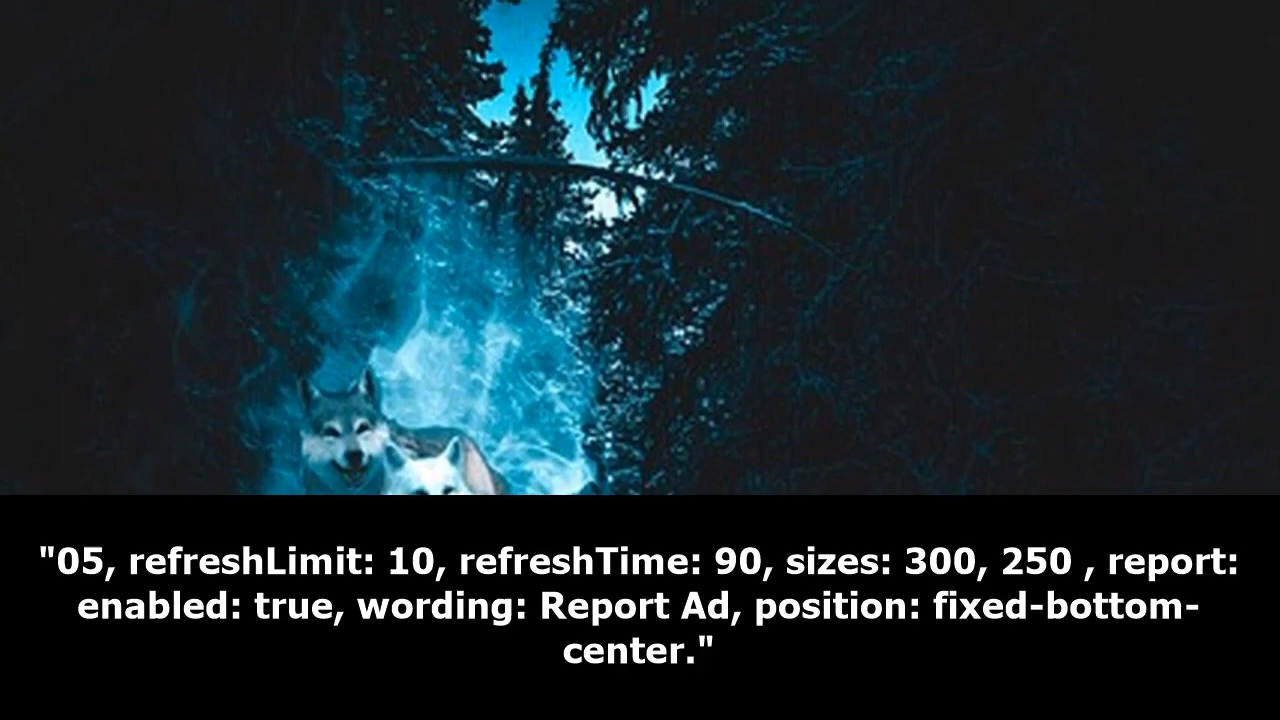 "05, refreshLimit: 10, refreshTime: 90, sizes: 300, 250 , report:
enabled: true, wording: Report Ad, position: fixed-bottom-
center."